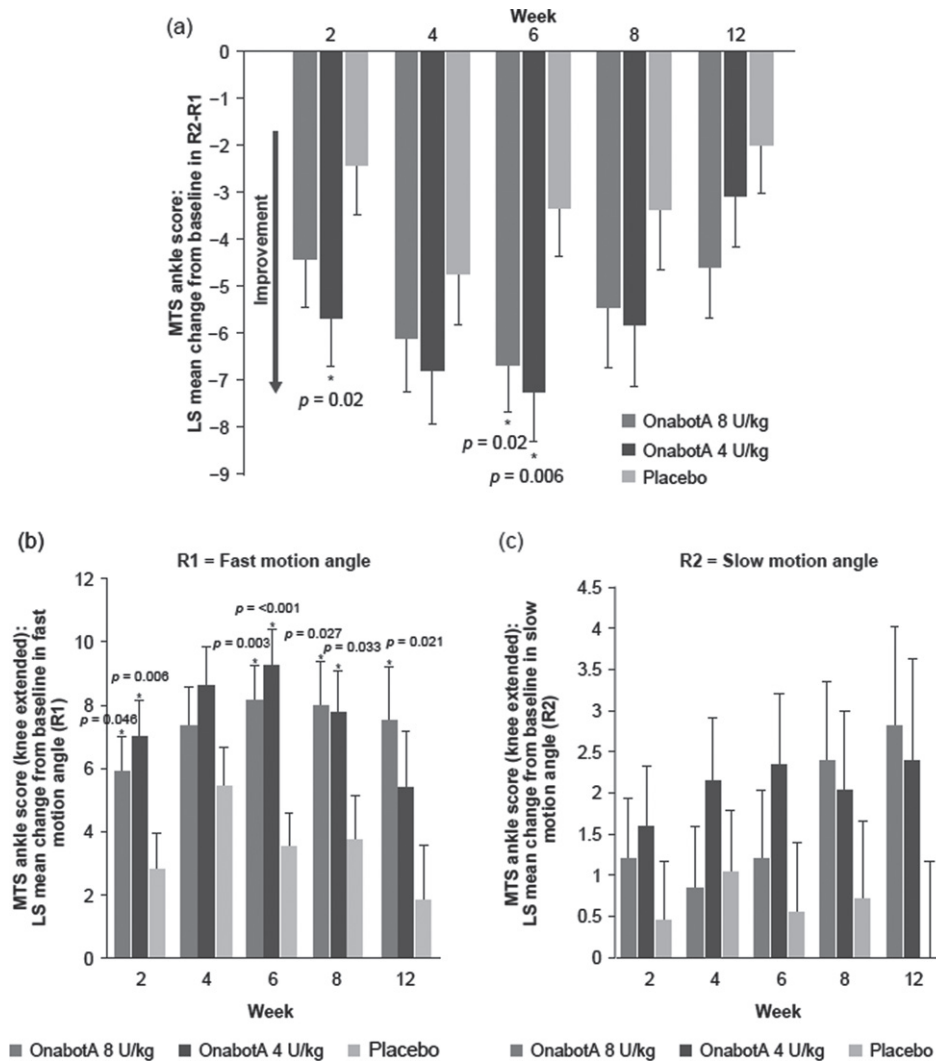 (a)
Week
2 4 6 8 12
0
−1
−2
−3
−4
−5
−6
−7
−8
−9
MTS ankle score:
LS mean change from baseline in R2-R1
Improvement
*
p = 0.02
*
p = 0.02
*
p = 0.006
OnabotA 8 U/kg
OnabotA 4 U/kg
Placebo
(b)
R1 = Fast motion angle
12
10
8
6
4
2
0
MTS ankle score (knee extended):
LS mean change from baseline in fast
motion angle (R1)
p = 0.046
*
p = 0.006
*
p = 0.003
*
p = <0.001
*
p = 0.027
*
p = 0.033
*
p = 0.021
*
2 4 6 8 12
Week
OnabotA 8 U/kg OnabotA 4 U/kg Placebo
(c)
R2 = Slow motion angle
4.5
4
3.5
3
2.5
2
1.5
1
0.5
0
MTS ankle score (knee extended):
LS mean change from baseline in slow
motion angle (R2)
2 4 6 8 12
Week
OnabotA 8 U/kg OnabotA 4 U/kg Placebo